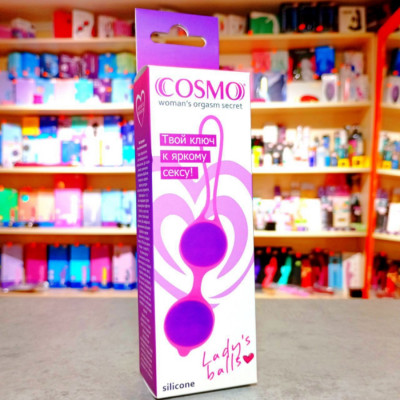 COSMO
woman's orgasm secret
Твой ключ
к яркому
сексу!
Lady's
balls
silicone